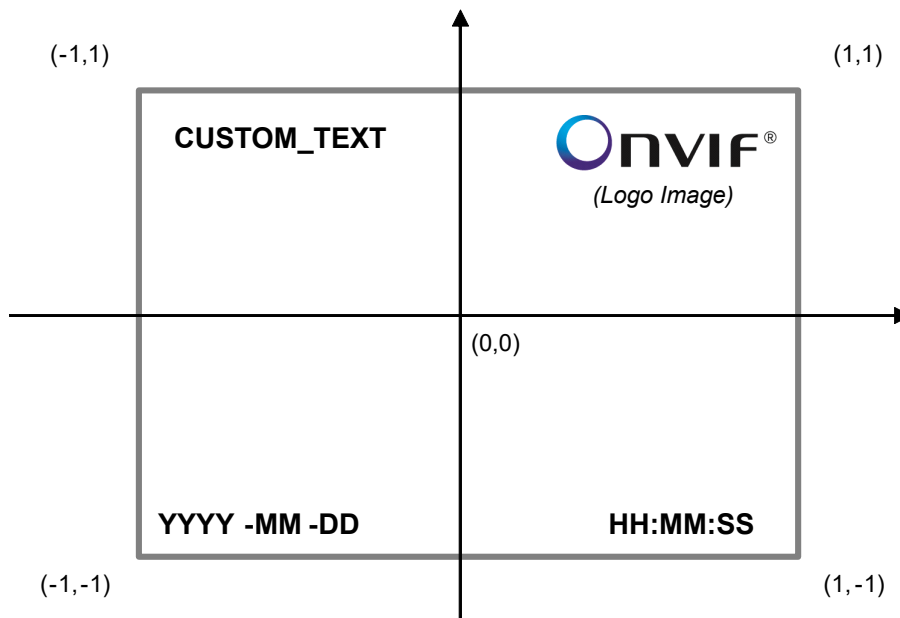 (-1,1)
(1,1)
CUSTOM_TEXT
Onvif®
(Logo Image)
(0,0)
YYYY -MM -DD
HH:MM:SS
(-1,-1)
(1,-1)